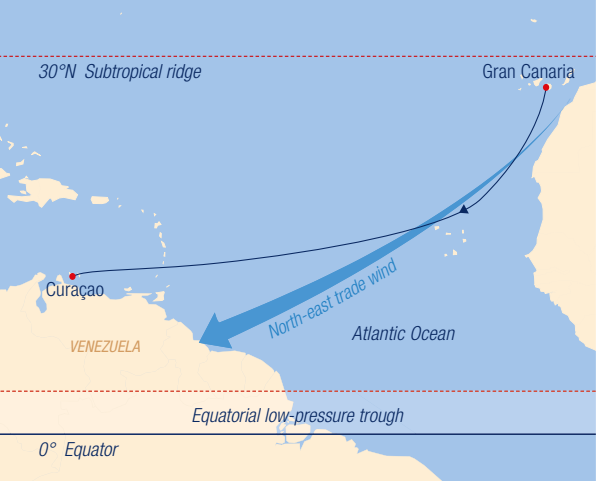 30°N Subtropical ridge
Gran Canaria
Curaçao
North-east trade wind
VENEZUELA
Atlantic Ocean
Equatorial low-pressure trough
0° Equator